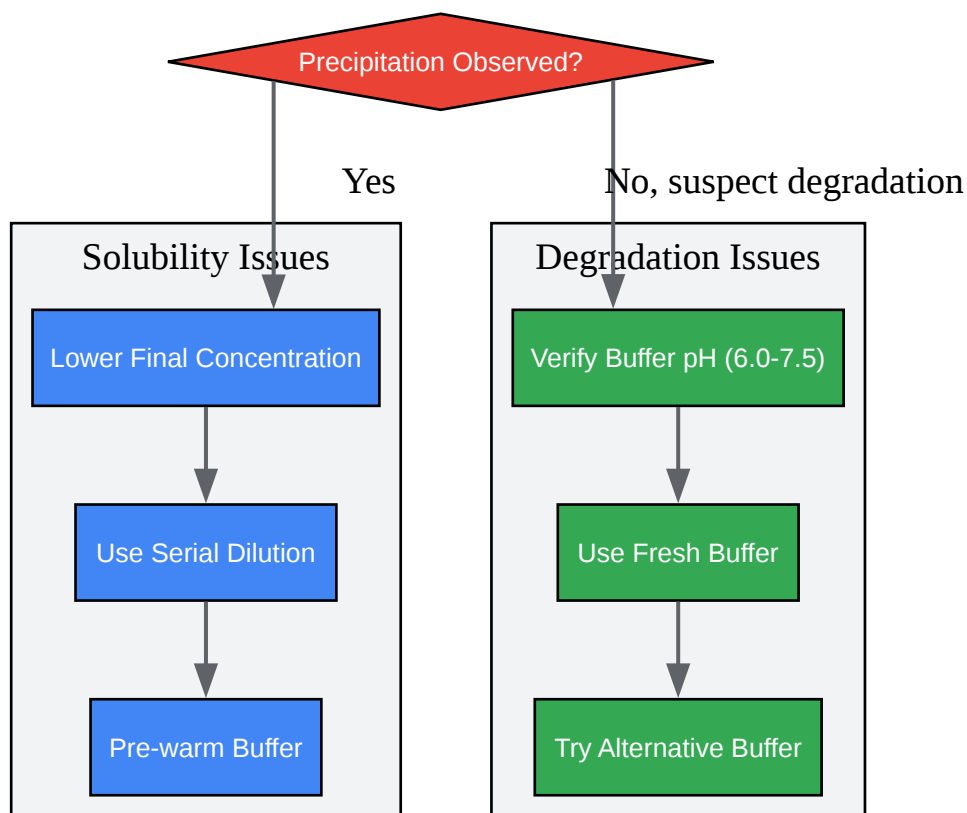 Precipitation Observed?
Yes
No, suspect degradation
Solubility Issues
Lower Final Concentration
Use Serial Dilution
Pre-warm Buffer
Degradation Issues
Verify Buffer pH (6.0-7.5)
Use Fresh Buffer
Try Alternative Buffer